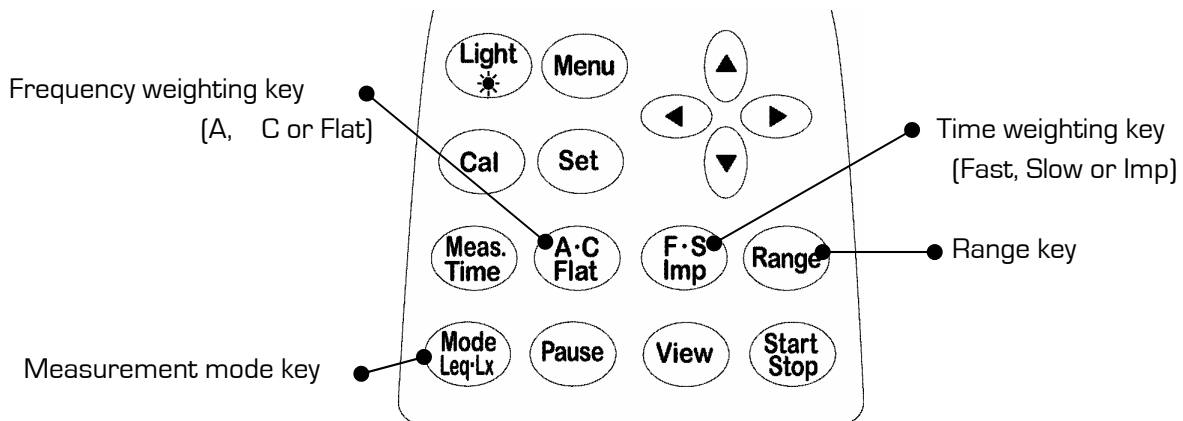 Light Menu
Frequency weighting key
(A, C or Flat)
Time weighting key
(Fast, Slow or Imp)
Cal Set
Meas.
Time
A·C
Flat
F·S
Imp
Range
Range key
Mode
Leq·Lx
Pause
View
Start
Stop
Measurement mode key